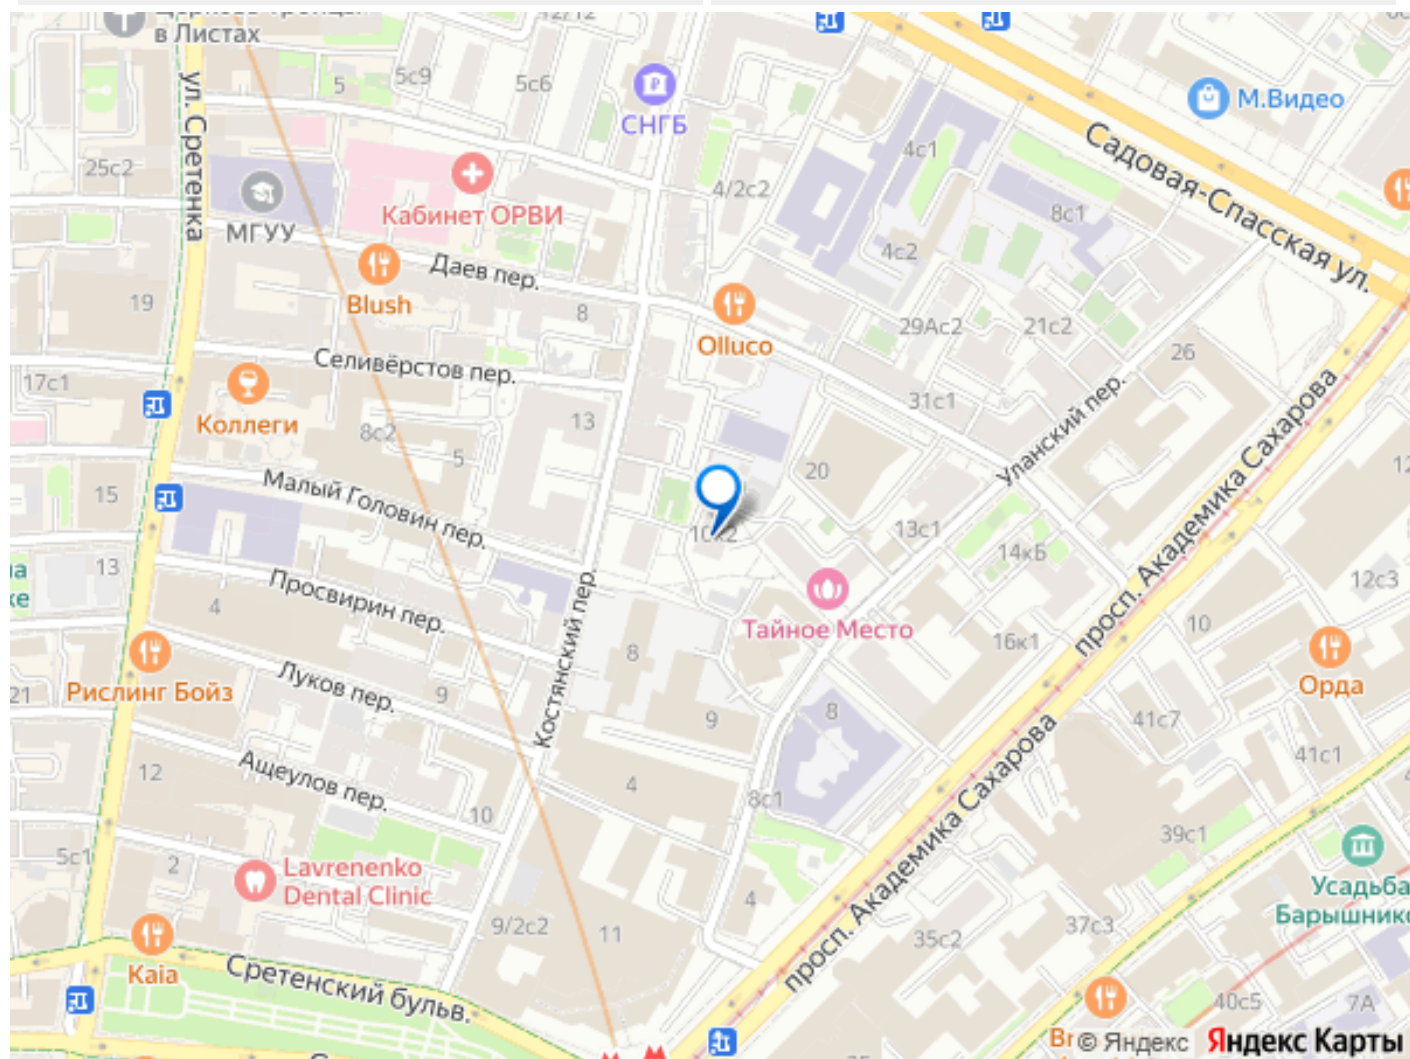 в Листах
12/12
5с9
5с6
5
СНГБ
М.Видео
ул. Сретенка
25с2
МГУУ
Кабинет ОРВИ
4/2с2
4с1
8с1
4с2
Садовая-Спасская ул.
Даев пер.
Blush
19
8
Olluco
29Ас2
21с2
26
Селивёрстов пер.
17с1
Коллеги
8с2
13
31с1
Уланский пер.
5
15
Малый Головин пер.
20
13с1
14кБ
просп. Академика Сахарова
13
4
Просвирин пер.
Костянский пер.
Тайное Место
12с3
10
16к1
8
Орда
21
Рислинг Бойз
Луков пер.
9
9
8
41с7
41с1
просп. Академика Сахарова
12
Ащеулов пер.
10
4
8с1
39с1
5с1
2
Lavrenenko
Dental Clinic
4
Усадьба
9/2с2
11
35с2
37с3
Kaia
Сретенский бульв.
40с5
7А
35
© Яндекс
Яндекс Карты